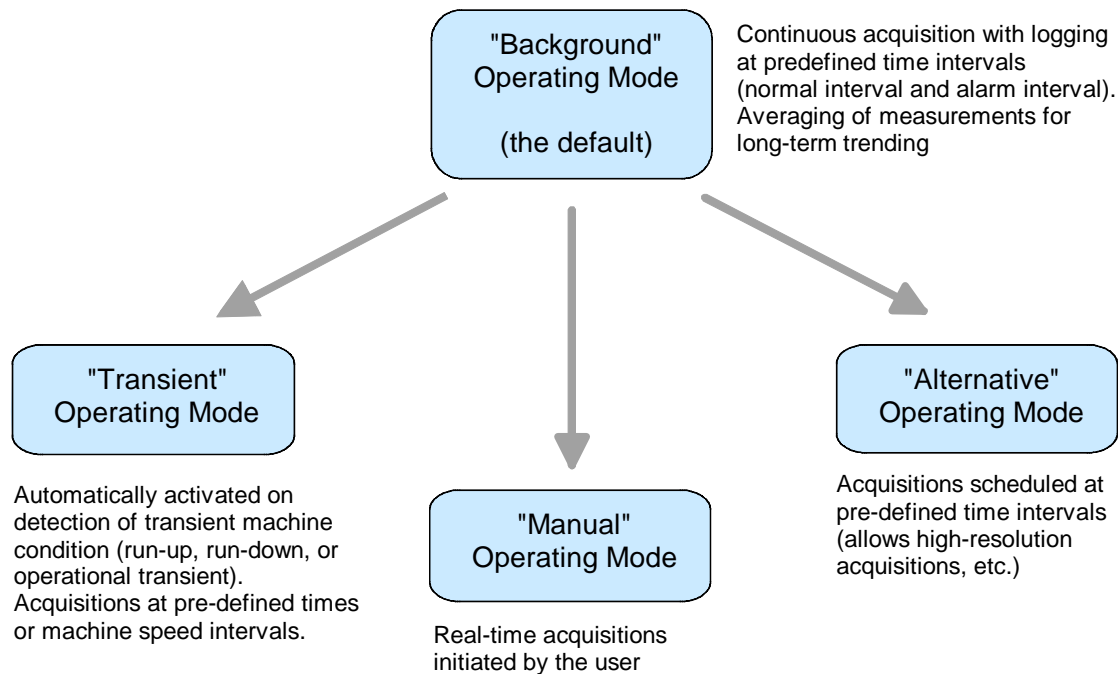 "Background"
Operating Mode
(the default)
Continuous acquisition with logging
at predefined time intervals
(normal interval and alarm interval).
Averaging of measurements for
long-term trending
"Transient"
Operating Mode
Automatically activated on
detection of transient machine
condition (run-up, run-down, or
operational transient).
Acquisitions at pre-defined times
or machine speed intervals.
"Manual"
Operating Mode
Real-time acquisitions
initiated by the user
"Alternative"
Operating Mode
Acquisitions scheduled at
pre-defined time intervals
(allows high-resolution
acquisitions, etc.)